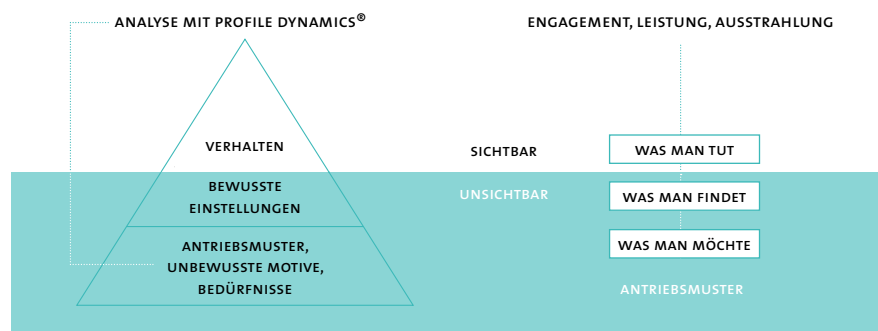 ANALYSE MIT PROFILE DYNAMICS®
ENGAGEMENT, LEISTUNG, AUSSTRAHLUNG
VERHALTEN
SICHTBAR
WAS MAN TUT
BEWUSSTE
EINSTELLUNGEN
UNSICHTBAR
WAS MAN FINDET
ANTRIEBSMUSTER,
UNBEWUSSTE MOTIVE,
BEDÜRFNISSE
WAS MAN MÖCHTE
ANTRIEBSMUSTER